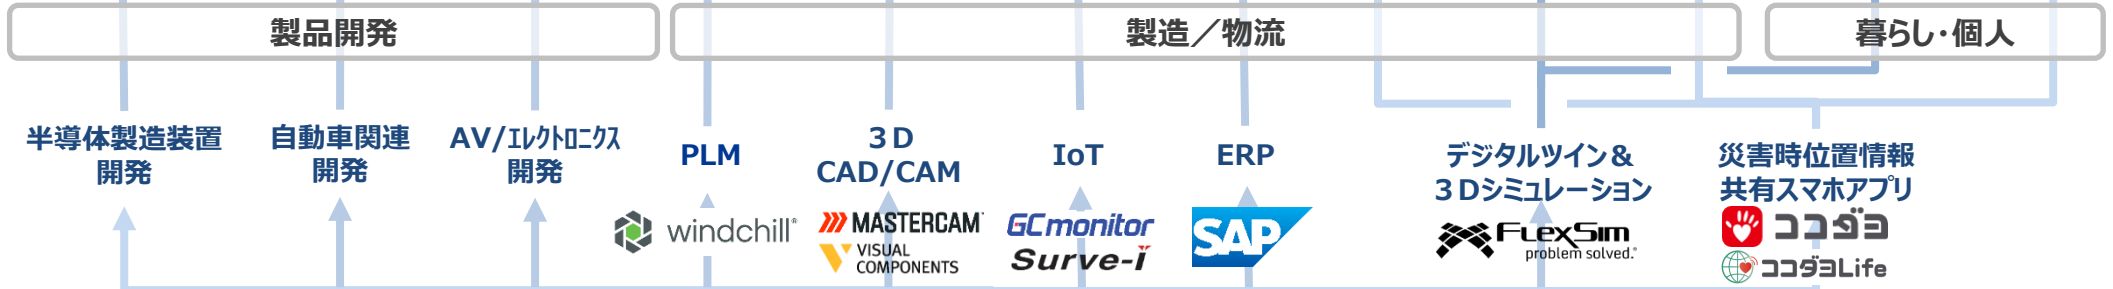 製品開発
製造／物流
暮らし・個人
半導体製造装置
開発
自動車関連
開発
AV/エレクトロニクス
開発
PLM
windchill®
３Ｄ
CAD/CAM
MASTERCAM®
VISUAL
COMPONENTS
IoT
GCmonitor
Surve-i
ERP
SAP
デジタルツイン＆
３Ｄシミュレーション
FLexSim
problem solved.®
災害時位置情報
共有スマホアプリ
ココダヨ
ココダヨLife